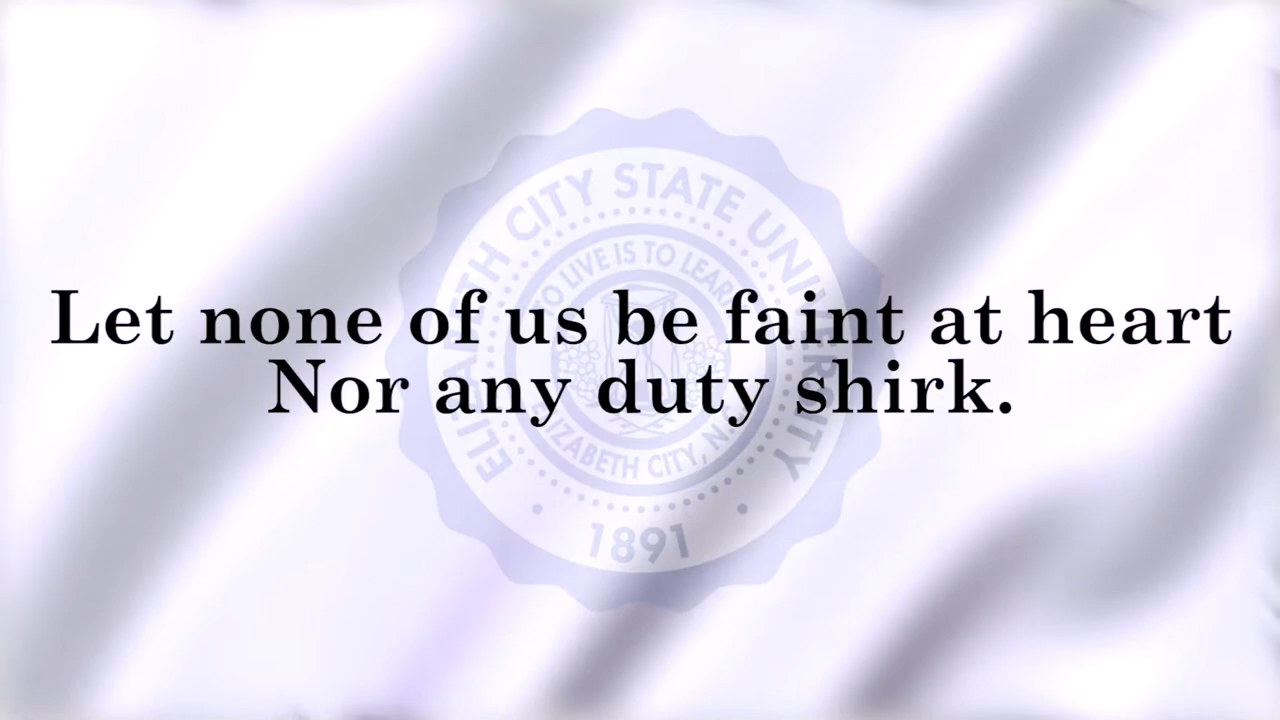 Let none of us be faint at heart
Nor any duty shirk.
ELIZABETH CITY STATE UNIVERSITY
TO LIVE IS TO LEARN
ELIZABETH CITY, N.C.
1891